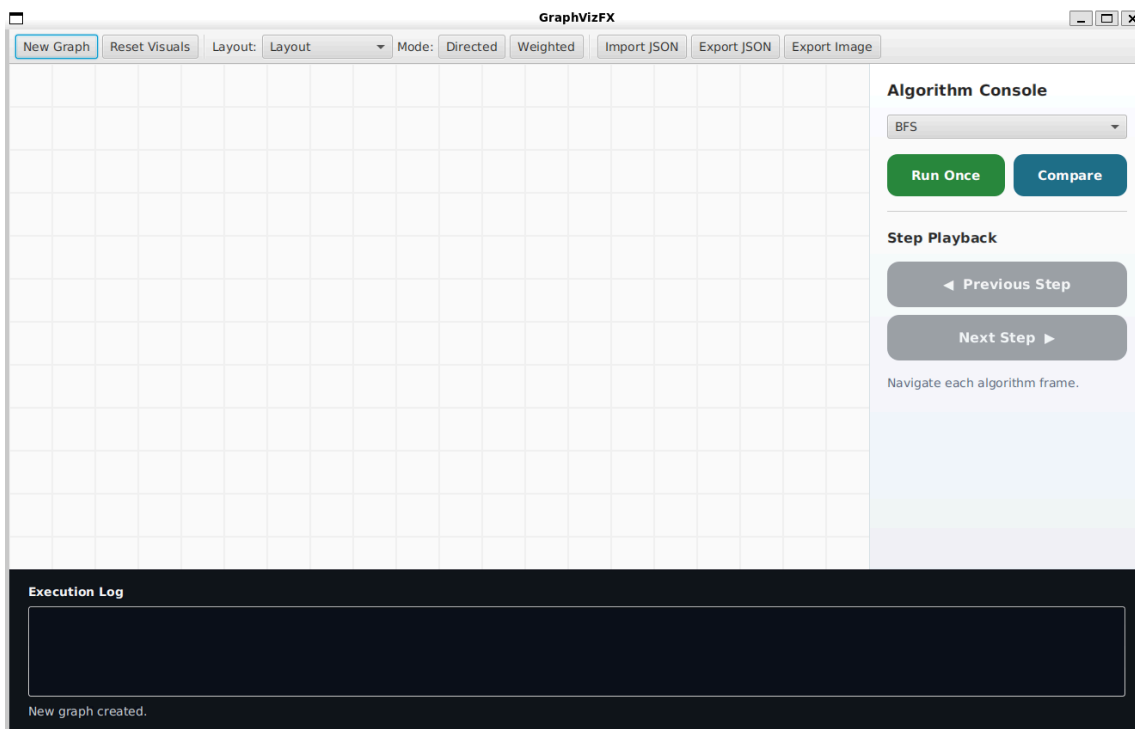 GraphVizFX
New Graph Reset Visuals Layout: Layout Mode: Directed Weighted Import JSON Export JSON Export Image
Algorithm Console
BFS
Run Once Compare
Step Playback
◀ Previous Step
Next Step ▶
Navigate each algorithm frame.
Execution Log
New graph created.